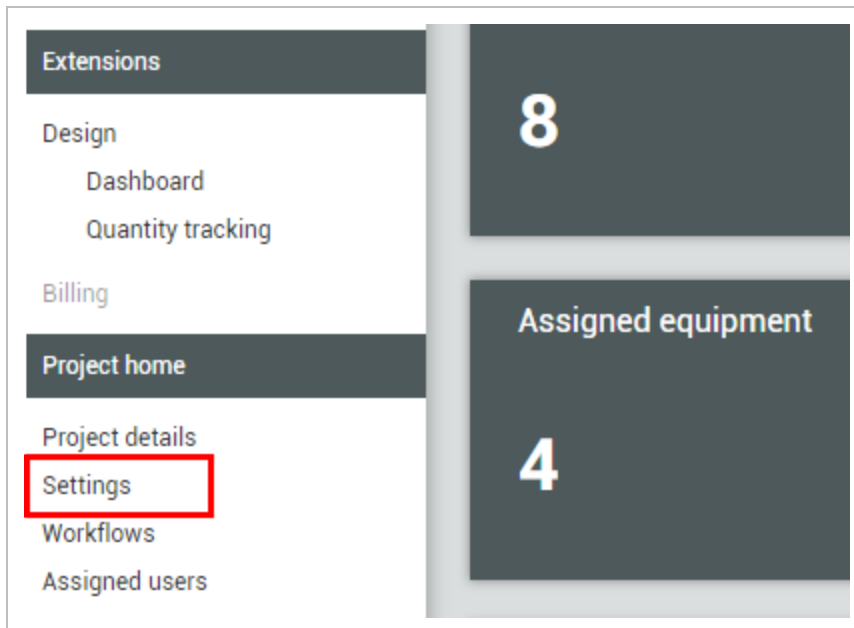 Extensions
Design
Dashboard
Quantity tracking
Billing
Project home
Project details
Settings
Workflows
Assigned users
8
Assigned equipment
4